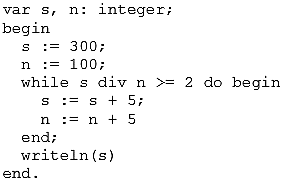 var s, n: integer;
begin
  s := 300;
  n := 100;
  while s div n >= 2 do begin
    s := s + 5;
    n := n + 5
  end;
  writeln(s)
end.